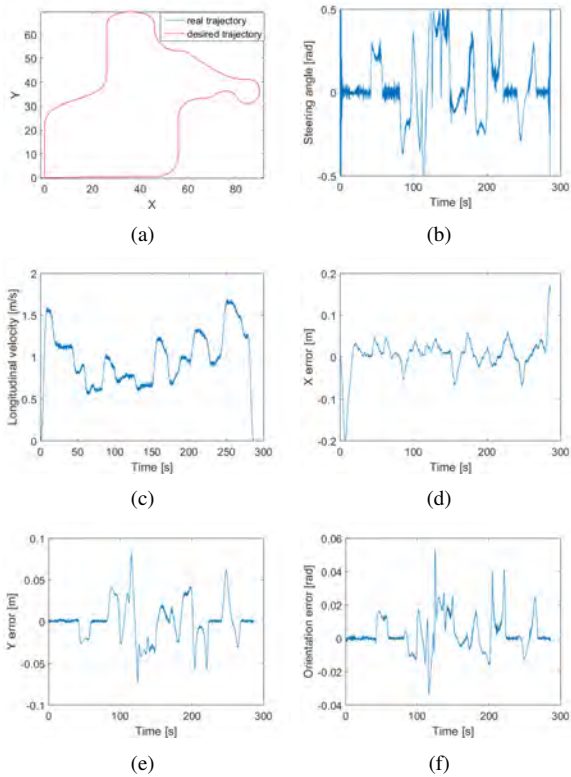 real trajectory
desired trajectory
60
50
40
30
20
10
0
Y
0 20 40 60 80
X
(a)
0.5
0
-0.5
Steering angle [rad]
0 100 200 300
Time [s]
(b)
2
1.5
1
0.5
0
Longitudinal velocity [m/s]
0 50 100 150 200 250 300
Time [s]
(c)
0.2
0.1
0
-0.1
-0.2
X error [m]
0 100 200 300
Time [s]
(d)
0.1
0.05
0
-0.05
-0.1
Y error [m]
0 100 200 300
Time [s]
(e)
0.06
0.04
0.02
0
-0.02
-0.04
Orientation error [rad]
0 100 200 300
Time [s]
(f)